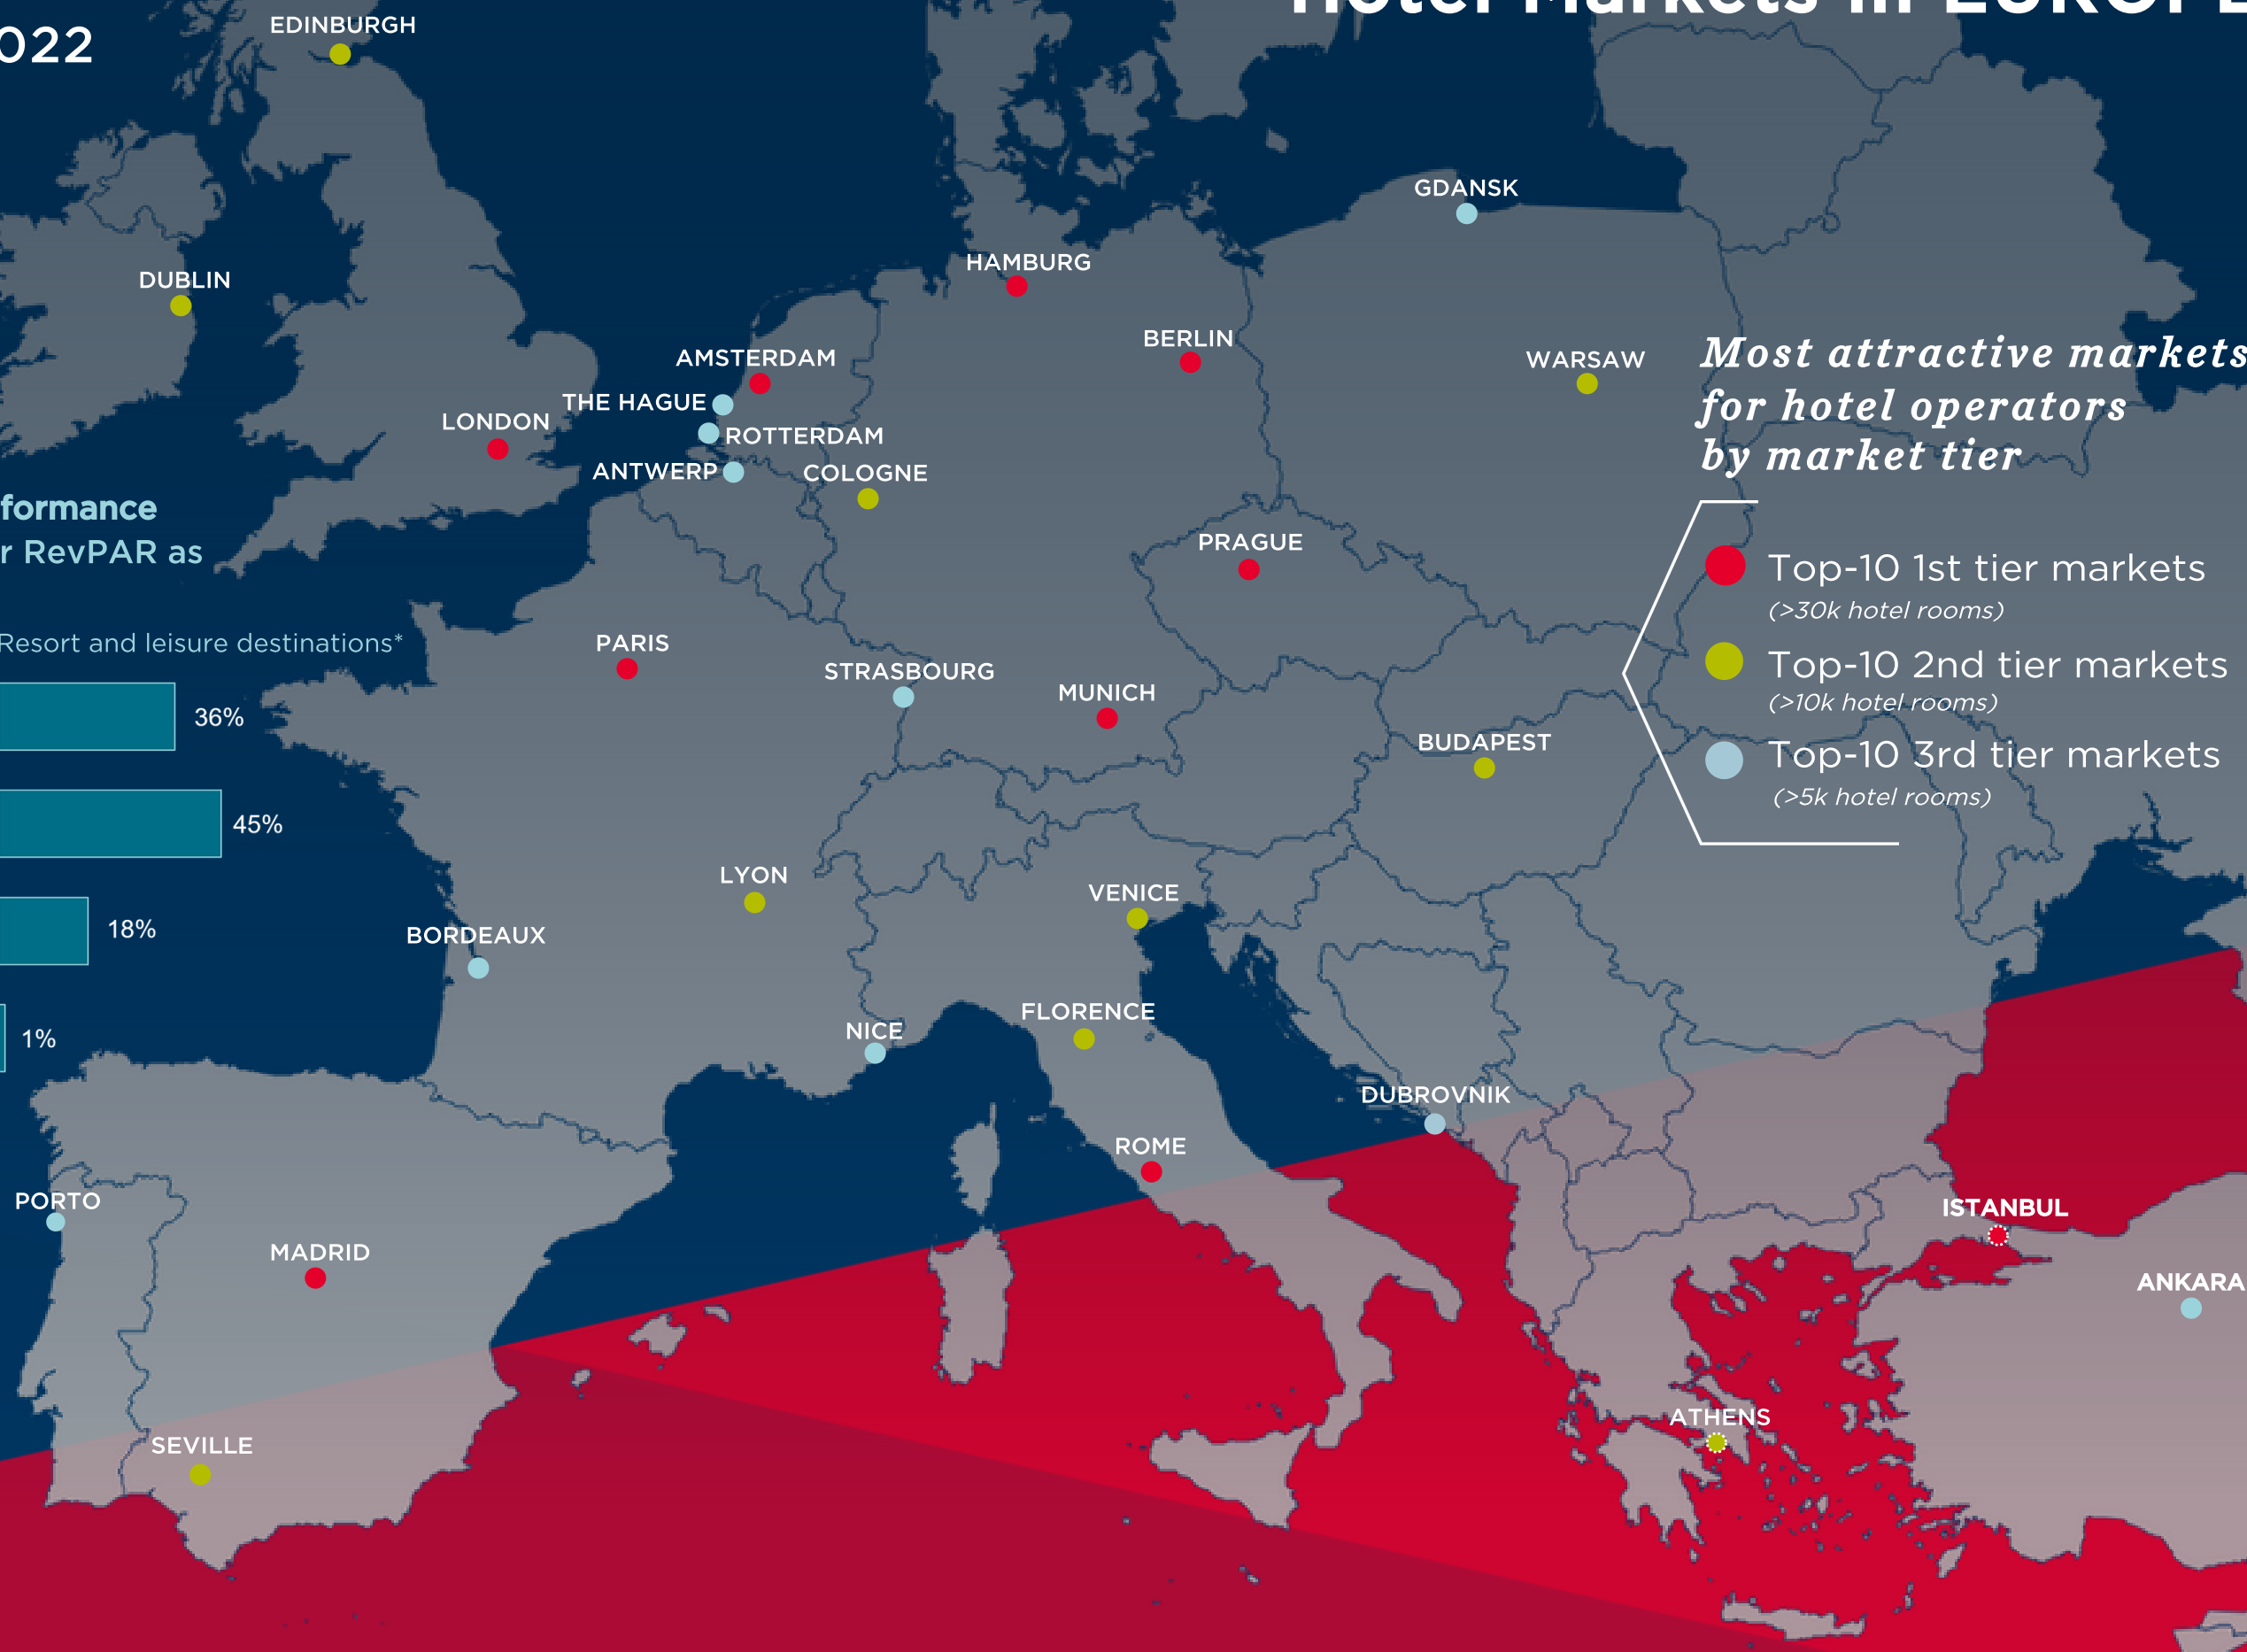 Hotel Markets in EUROPE
022
EDINBURGH
GDANSK
HAMBURG
DUBLIN
BERLIN
AMSTERDAM
WARSAW
THE HAGUE
LONDON
ROTTERDAM
ANTWERP
COLOGNE
Most attractive markets
for hotel operators
by market tier
formance
r RevPAR as
PRAGUE
Top-10 1st tier markets
(>30k hotel rooms)
Resort and leisure destinations*
PARIS
STRASBOURG
MUNICH
Top-10 2nd tier markets
(>10k hotel rooms)
36%
BUDAPEST
Top-10 3rd tier markets
(>5k hotel rooms)
45%
LYON
VENICE
18%
BORDEAUX
FLORENCE
NICE
1%
DUBROVNIK
ROME
PORTO
ISTANBUL
MADRID
ANKARA
ATHENS
SEVILLE